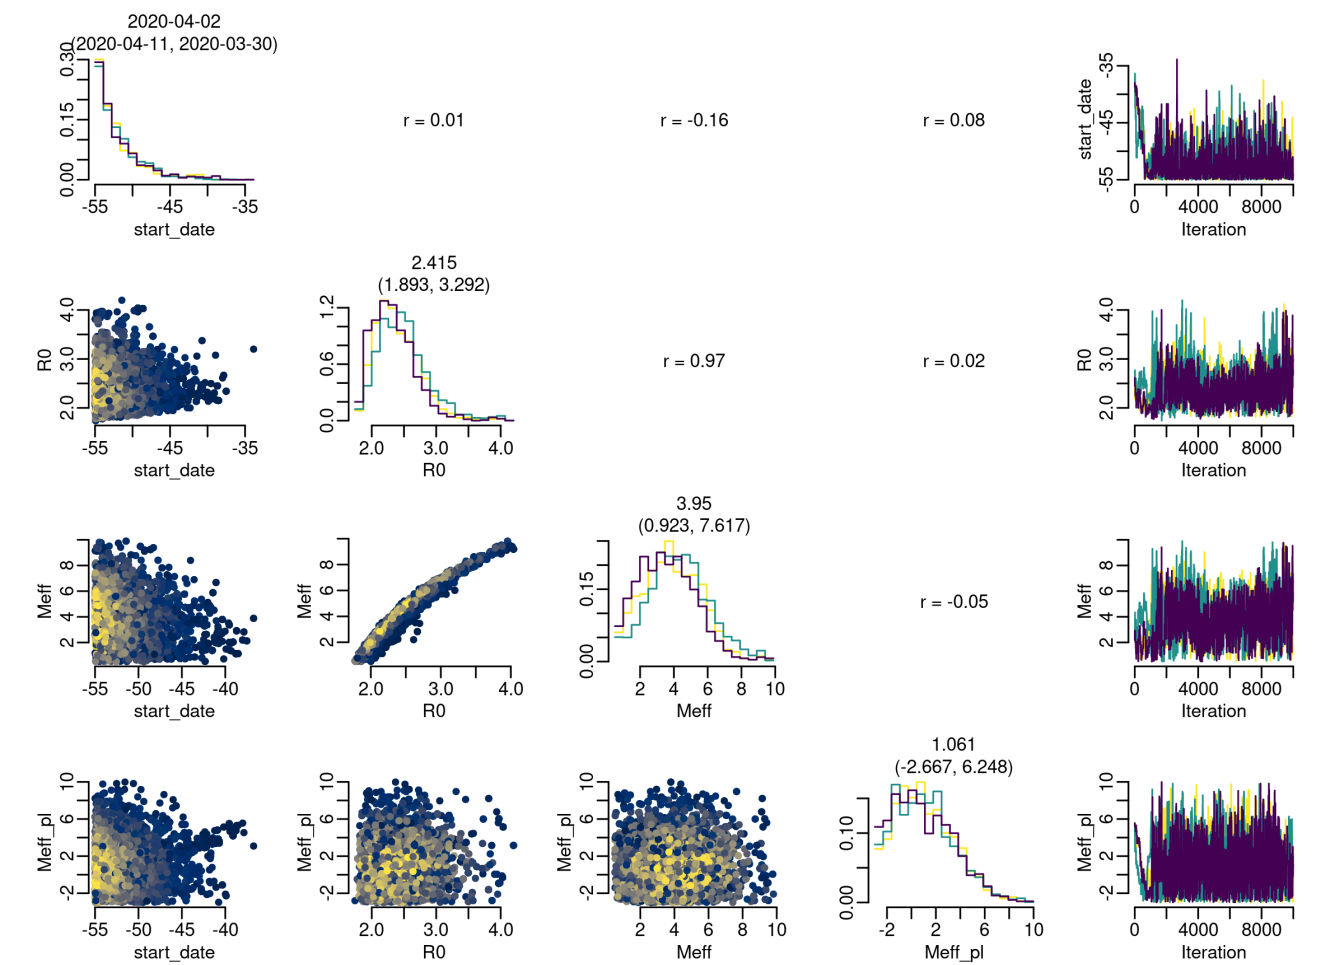 2020-04-02
(2020-04-11, 2020-03-30)
0.00 0.15 0.30
-55 -45 -35
start_date
r = 0.01
r = -0.16
r = 0.08
start_date
-55 -45 -35
0 4000 8000
Iteration
R0
2.0 3.0 4.0
-55 -45 -35
start_date
2.415
(1.893, 3.292)
0.0 0.6 1.2
2.0 3.0 4.0
R0
r = 0.97
r = 0.02
R0
2.0 3.0 4.0
0 4000 8000
Iteration
Meff
2 4 6 8
-55 -50 -45 -40
start_date
Meff
2 4 6 8
2.0 3.0 4.0
R0
3.95
(0.923, 7.617)
0.00 0.15
2 4 6 8 10
Meff
r = -0.05
Meff
2 4 6 8
0 4000 8000
Iteration
Meff_pl
-2 2 6 10
-55 -50 -45 -40
start_date
Meff_pl
-2 2 6 10
2.0 3.0 4.0
R0
Meff_pl
-2 2 6 10
2 4 6 8 10
Meff
1.061
(-2.667, 6.248)
0.00 0.10
-2 2 6 10
Meff_pl
Meff_pl
-2 2 6 10
0 4000 8000
Iteration